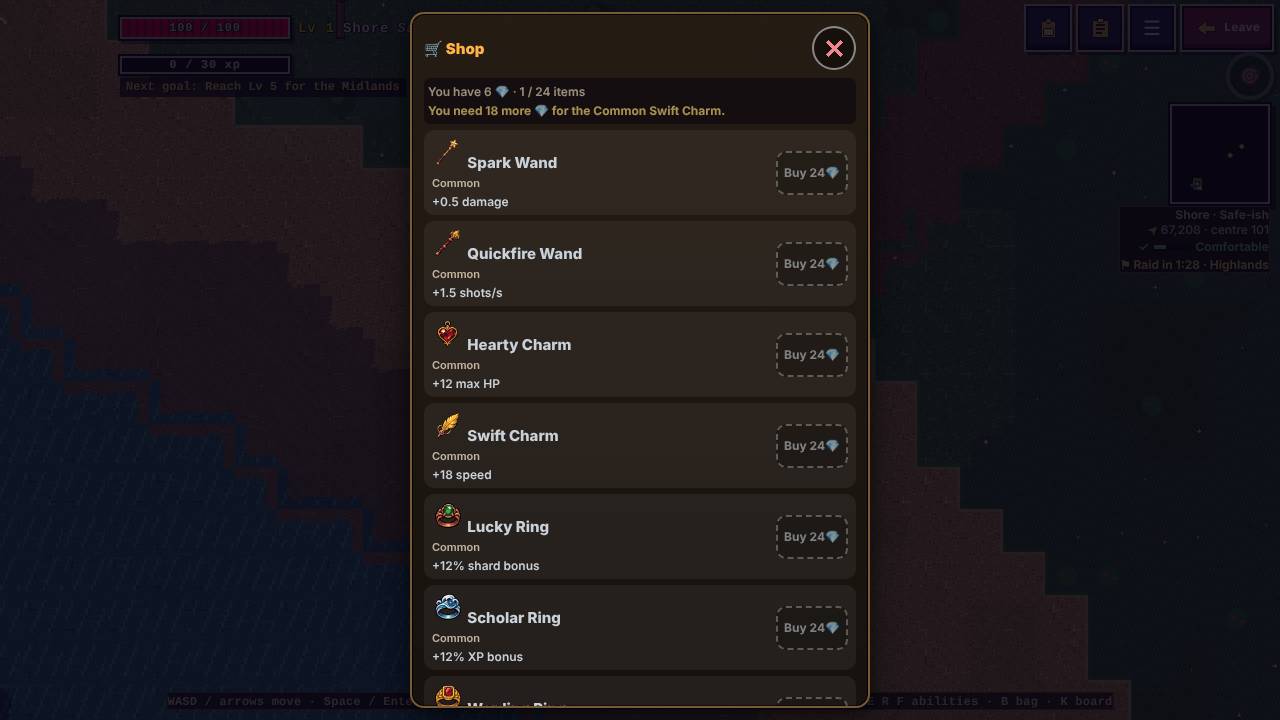 100 / 100
Lv 1 Shore S
0 / 30 xp
Next goal: Reach Lv 5 for the Midlands
🛒 Shop
Leave
You have 6 💎 · 1 / 24 items
You need 18 more 💎 for the Common Swift Charm.
Spark Wand
Common
+0.5 damage
Buy 24💎
Quickfire Wand
Common
+1.5 shots/s
Buy 24💎
Hearty Charm
Common
+12 max HP
Buy 24💎
Swift Charm
Common
+18 speed
Buy 24💎
Lucky Ring
Common
+12% shard bonus
Buy 24💎
Scholar Ring
Common
+12% XP bonus
Buy 24💎
Shore · Safe-ish
67,208 · centre 101
Comfortable
Raid in 1:28 · Highlands
WASD / arrows move · Space / Ente
E R F abilities · B bag · K board